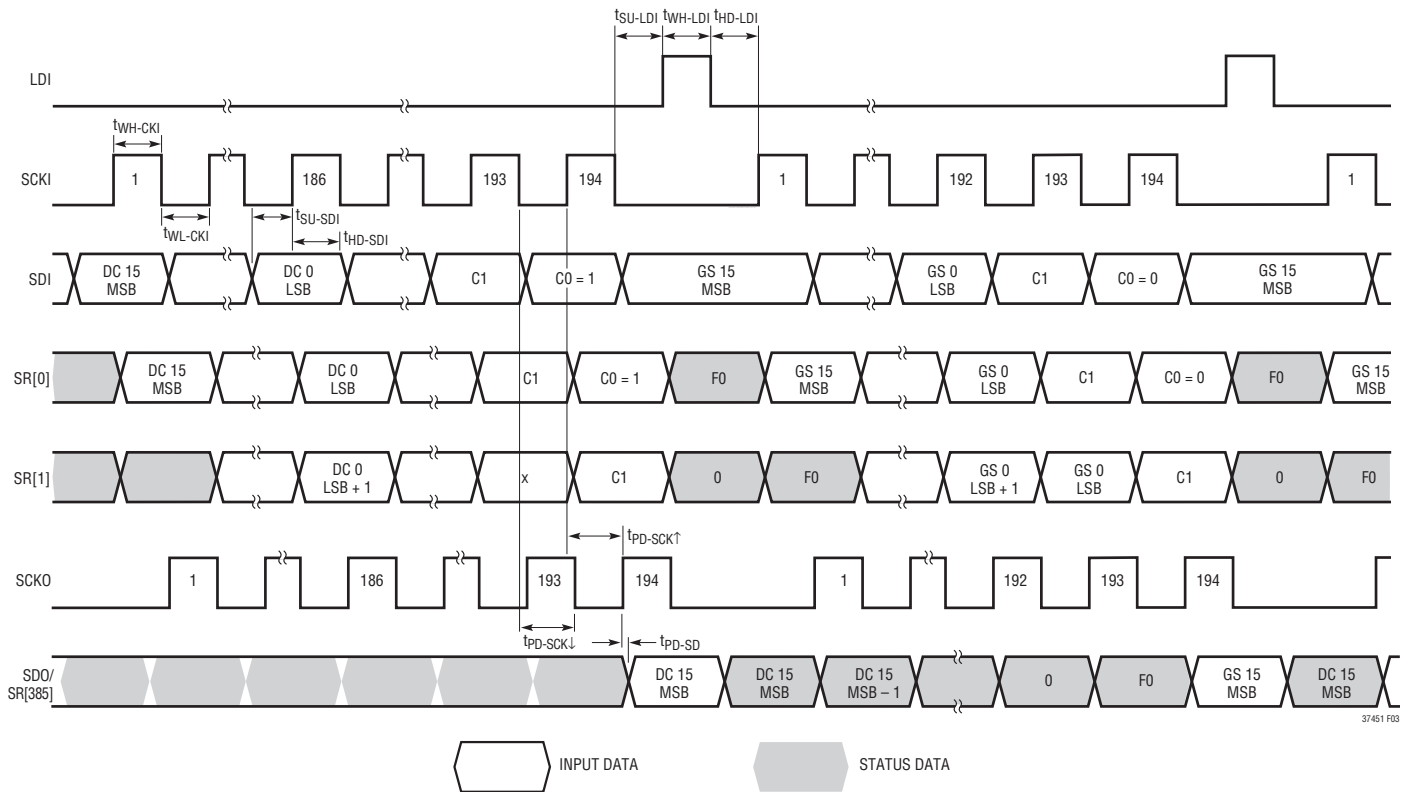 tSU-LDI tWH-LDI tHD-LDI
LDI
tWH-CKI
SCKI 1 186 193 194 1 192 193 194 1
tWL-CKI
tSU-SDI
tHD-SDI
SDI
DC 15
MSB
DC 0
LSB
C1
C0 = 1
GS 15
MSB
GS 0
LSB
C1
C0 = 0
GS 15
MSB
SR[0]
DC 15
MSB
DC 0
LSB
C1
C0 = 1
F0
GS 15
MSB
GS 0
LSB
C1
C0 = 0
F0
GS 15
MSB
SR[1]
DC 0
LSB + 1
x
C1
0
F0
GS 0
LSB + 1
GS 0
LSB
C1
0
F0
tPD-SCK↑
SCKO 1 186 193 194 1 192 193 194
tPD-SCK↓
tPD-SD
SDO/
SR[385]
DC 15
MSB
DC 15
MSB
DC 15
MSB – 1
0
F0
GS 15
MSB
DC 15
MSB
37451 F03
INPUT DATA
STATUS DATA